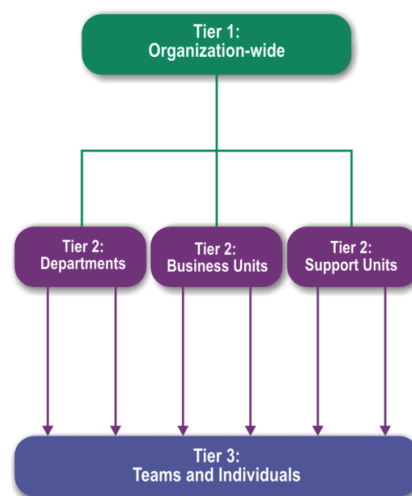 Tier 1:
Organization-wide
Tier 2:
Departments
Tier 2:
Business Units
Tier 2:
Support Units
Tier 3:
Teams and Individuals